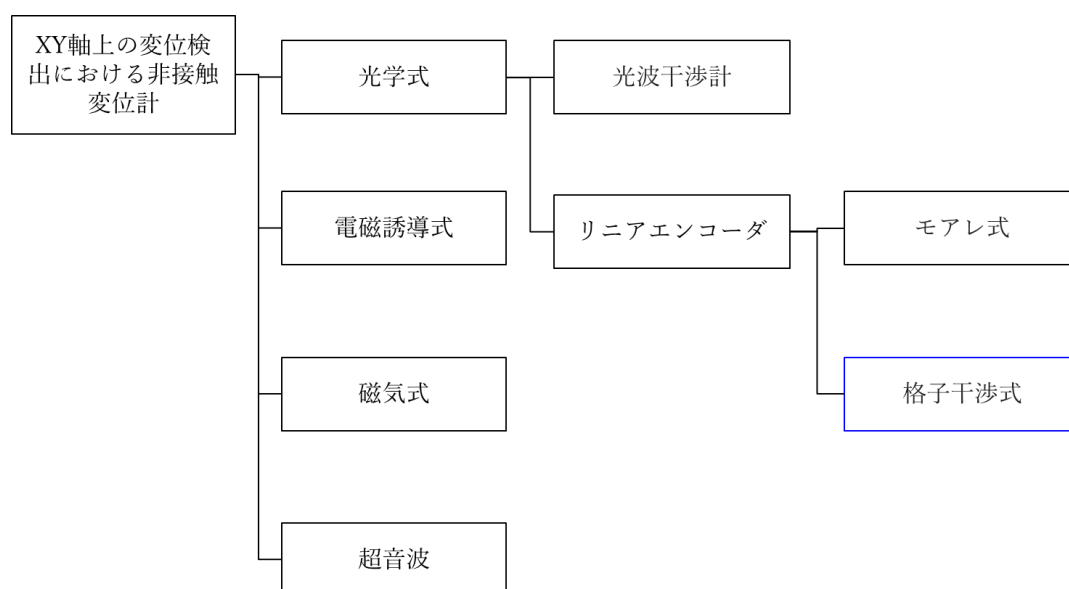 XY軸上の変位検
出における非接触
変位計
光学式
光波干渉計
電磁誘導式
リニアエンコーダ
モアレ式
磁気式
格子干渉式
超音波